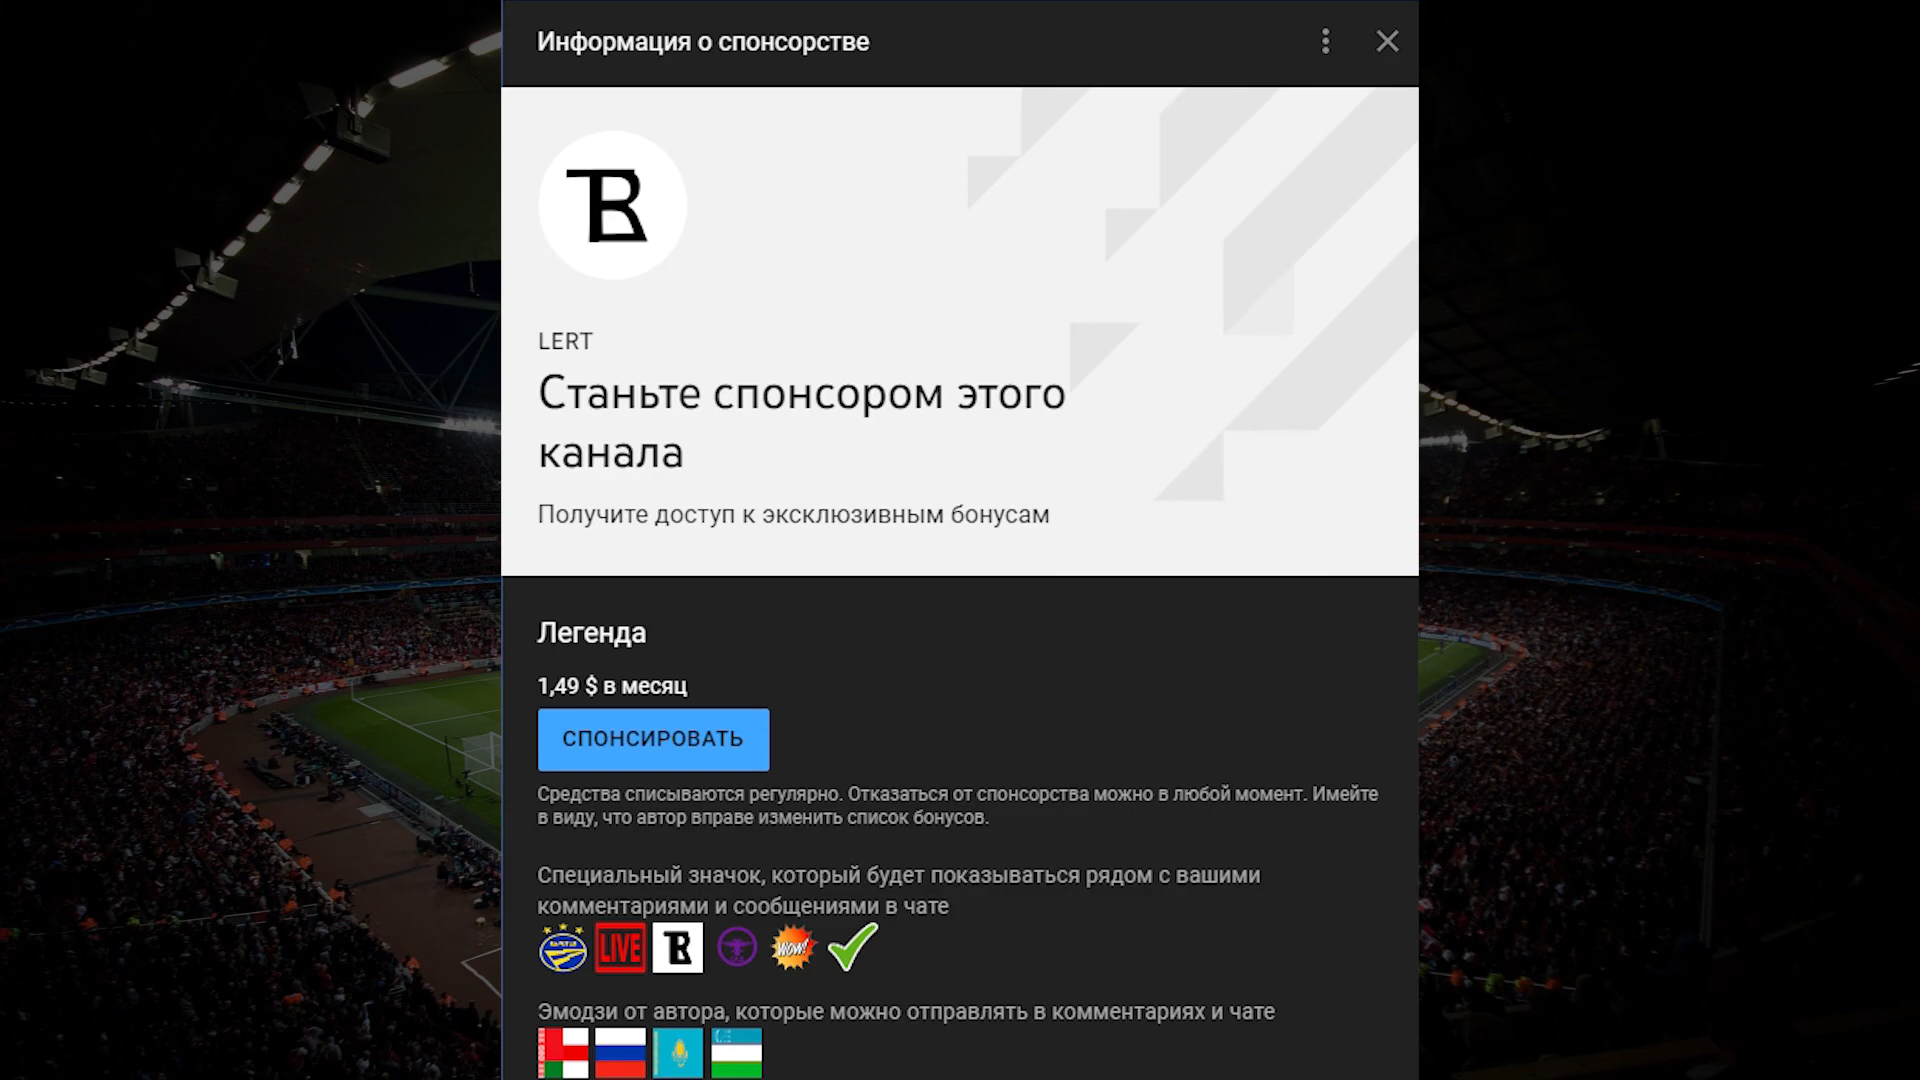 Информация о спонсорстве
LERT
Станьте спонсором этого
канала
Получите доступ к эксклюзивным бонусам
Легенда
1,49 $ в месяц
СПОНСИРОВАТЬ
Средства списываются регулярно. Отказаться от спонсорства можно в любой момент. Имейте
в виду, что автор вправе изменить список бонусов.
Специальный значок, который будет показываться рядом с вашими
комментариями и сообщениями в чате
LIVE
WOW!
Эмодзи от автора, которые можно отправлять в комментариях и чате